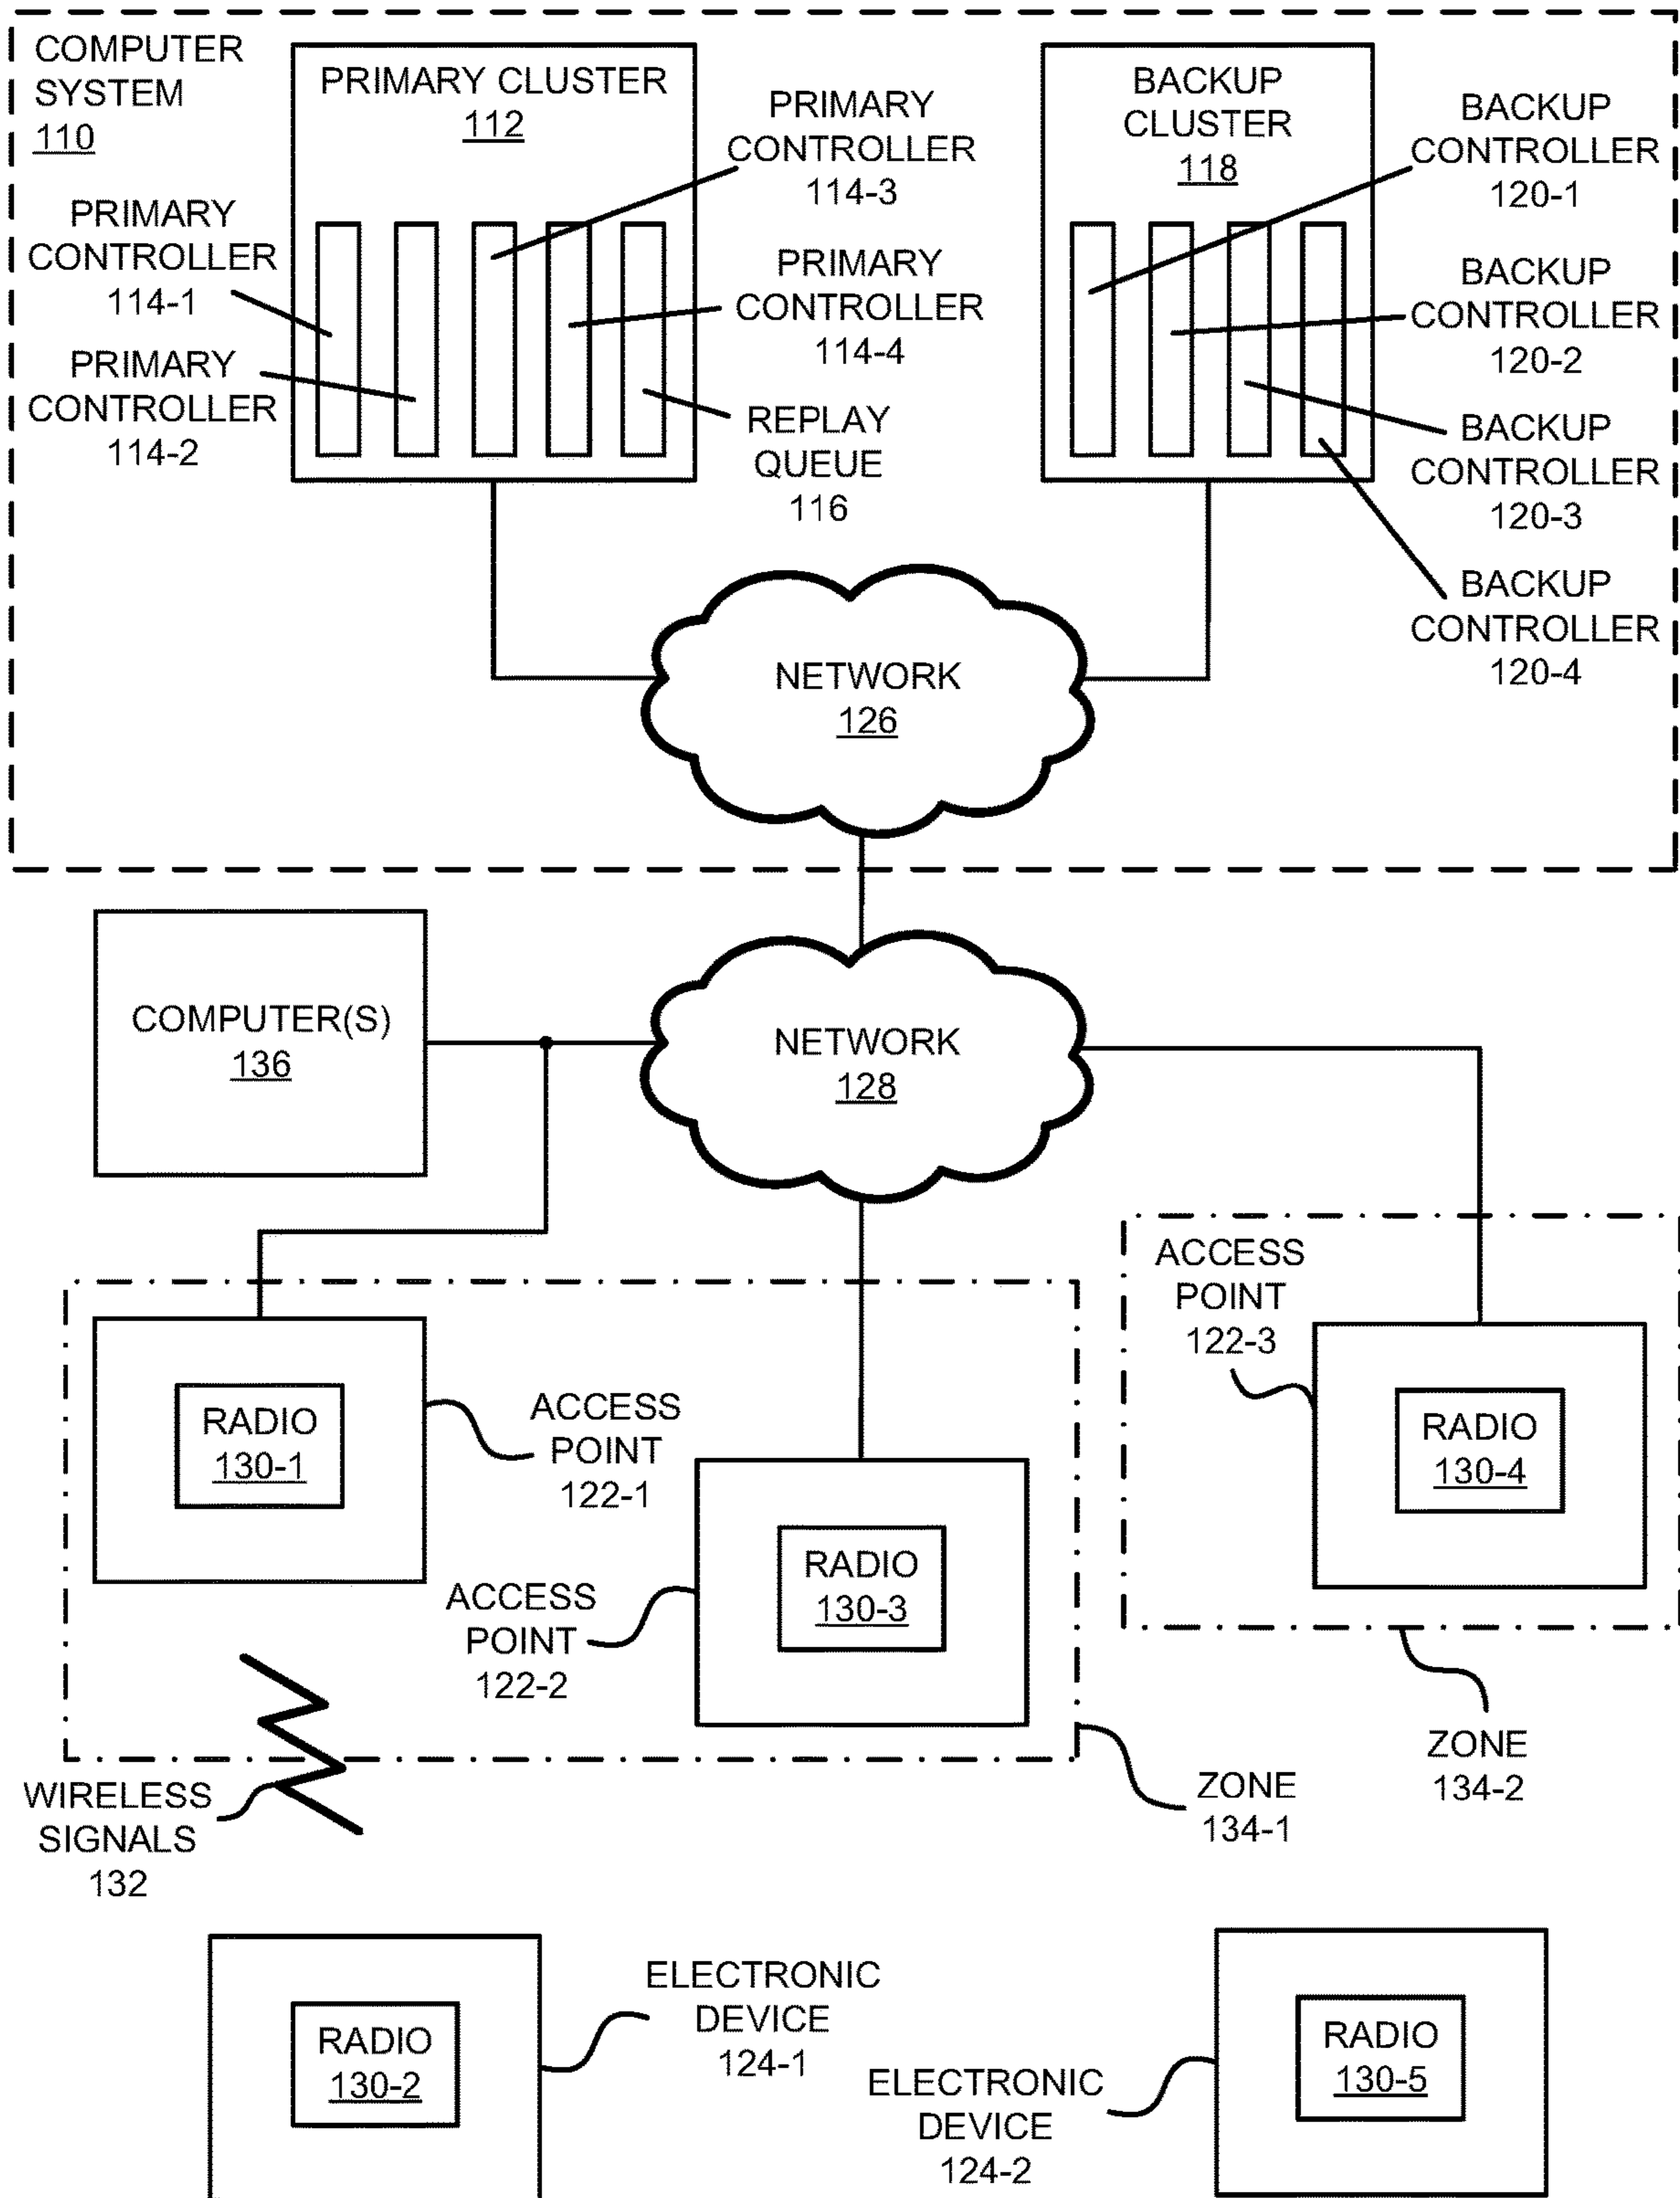 COMPUTER
SYSTEM
110
PRIMARY CLUSTER
112
PRIMARY
CONTROLLER
114-3
BACKUP
CLUSTER
118
BACKUP
CONTROLLER
120-1
PRIMARY
CONTROLLER
114-1
PRIMARY
CONTROLLER
114-4
BACKUP
CONTROLLER
120-2
PRIMARY
CONTROLLER
114-2
REPLAY
QUEUE
116
BACKUP
CONTROLLER
120-3
BACKUP
CONTROLLER
120-4
NETWORK
126
COMPUTER(S)
136
NETWORK
128
ACCESS
POINT
122-3
RADIO
130-1
ACCESS
POINT
122-1
RADIO
130-4
RADIO
130-3
ACCESS
POINT
122-2
ZONE
134-2
ZONE
134-1
WIRELESS
SIGNALS
132
ELECTRONIC
DEVICE
124-1
RADIO
130-2
RADIO
130-5
ELECTRONIC
DEVICE
124-2